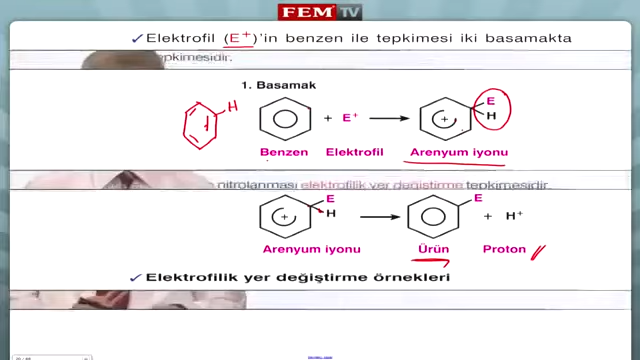 FEM TV
✓ Elektrofil (E⁺)'in benzen ile tepkimesi iki basamakta
tepkimesidir.
1. Basamak
H
+ E⁺
+
E
H
Benzen Elektrofil Arenyum iyonu
nitrolanması elektrofilik yer değiştirme tepkimesidir
+
E
H
E
+ H⁺
Arenyum iyonu Ürün Proton
✓ Elektrofilik yer değiştirme örnekleri